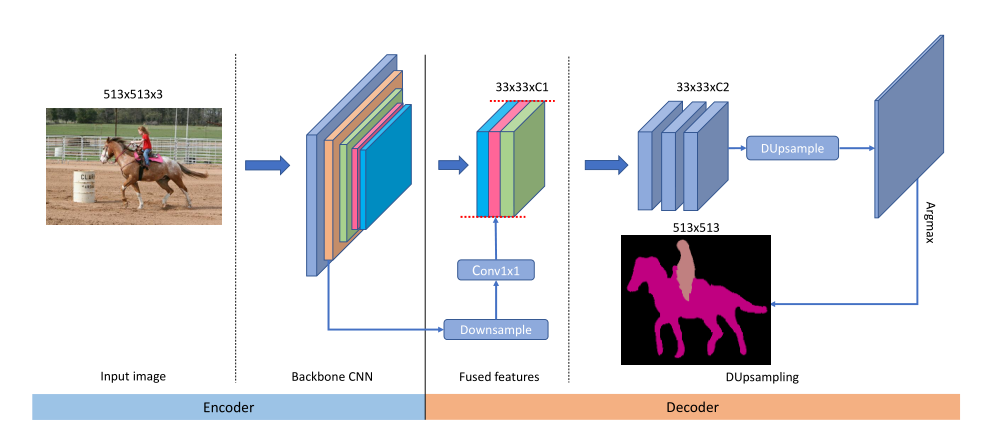 513x513x3
33x33xC1
33x33xC2
DUpsample
Argmax
513x513
Conv1x1
Downsample
Input image
Backbone CNN
Fused features
DUpsampling
Encoder
Decoder